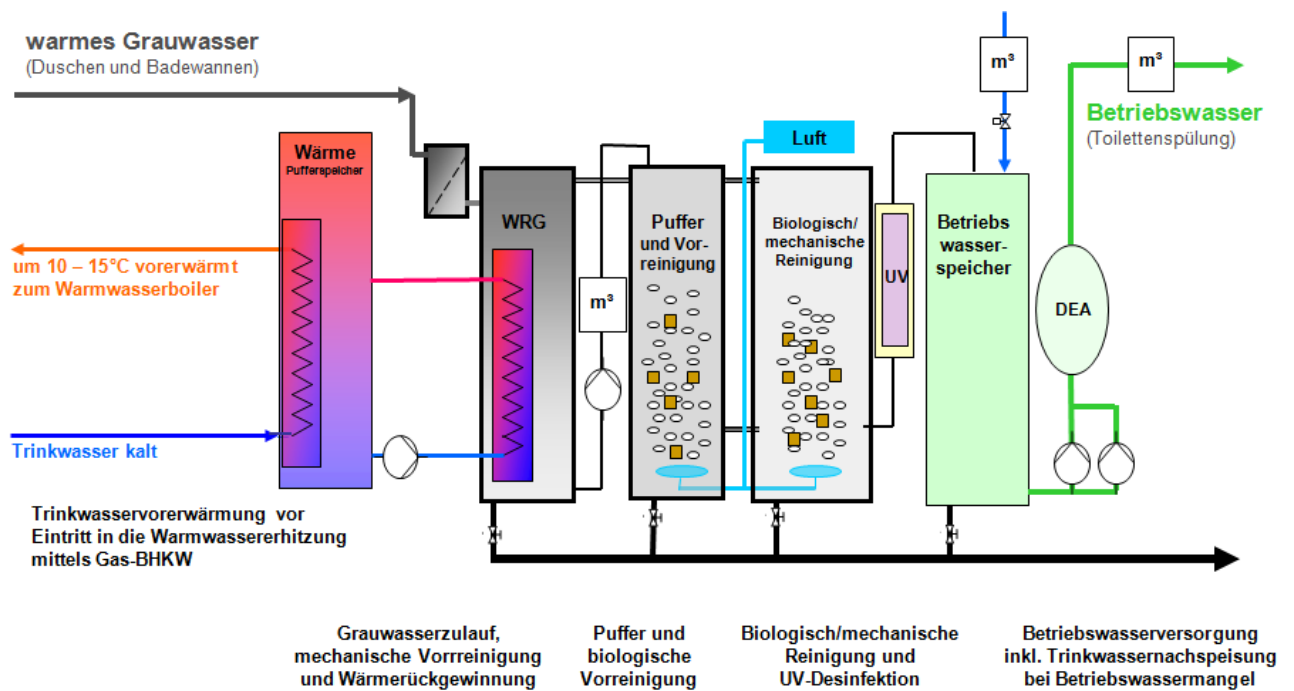 warmes Grauwasser
(Duschen und Badewannen)
m³
m³
Betriebswasser
(Toilettenspülung)
Luft
Wärme
Pufferspeicher
WRG
Puffer
und Vor-
reinigung
Biologisch/
mechanische
Reinigung
UV
Betriebs
wasser-
speicher
DEA
um 10 – 15°C vorerwärmt
zum Warmwasserboiler
m³
Trinkwasser kalt
Trinkwasservorerwärmung vor
Eintritt in die Warmwassererhitzung
mittels Gas-BHKW
Grauwasserzulauf,
mechanische Vorrreinigung
und Wärmerückgewinnung
Puffer und
biologische
Vorreinigung
Biologisch/mechanische
Reinigung und
UV-Desinfektion
Betriebswasserversorgung
inkl. Trinkwassernachspeisung
bei Betriebswassermangel